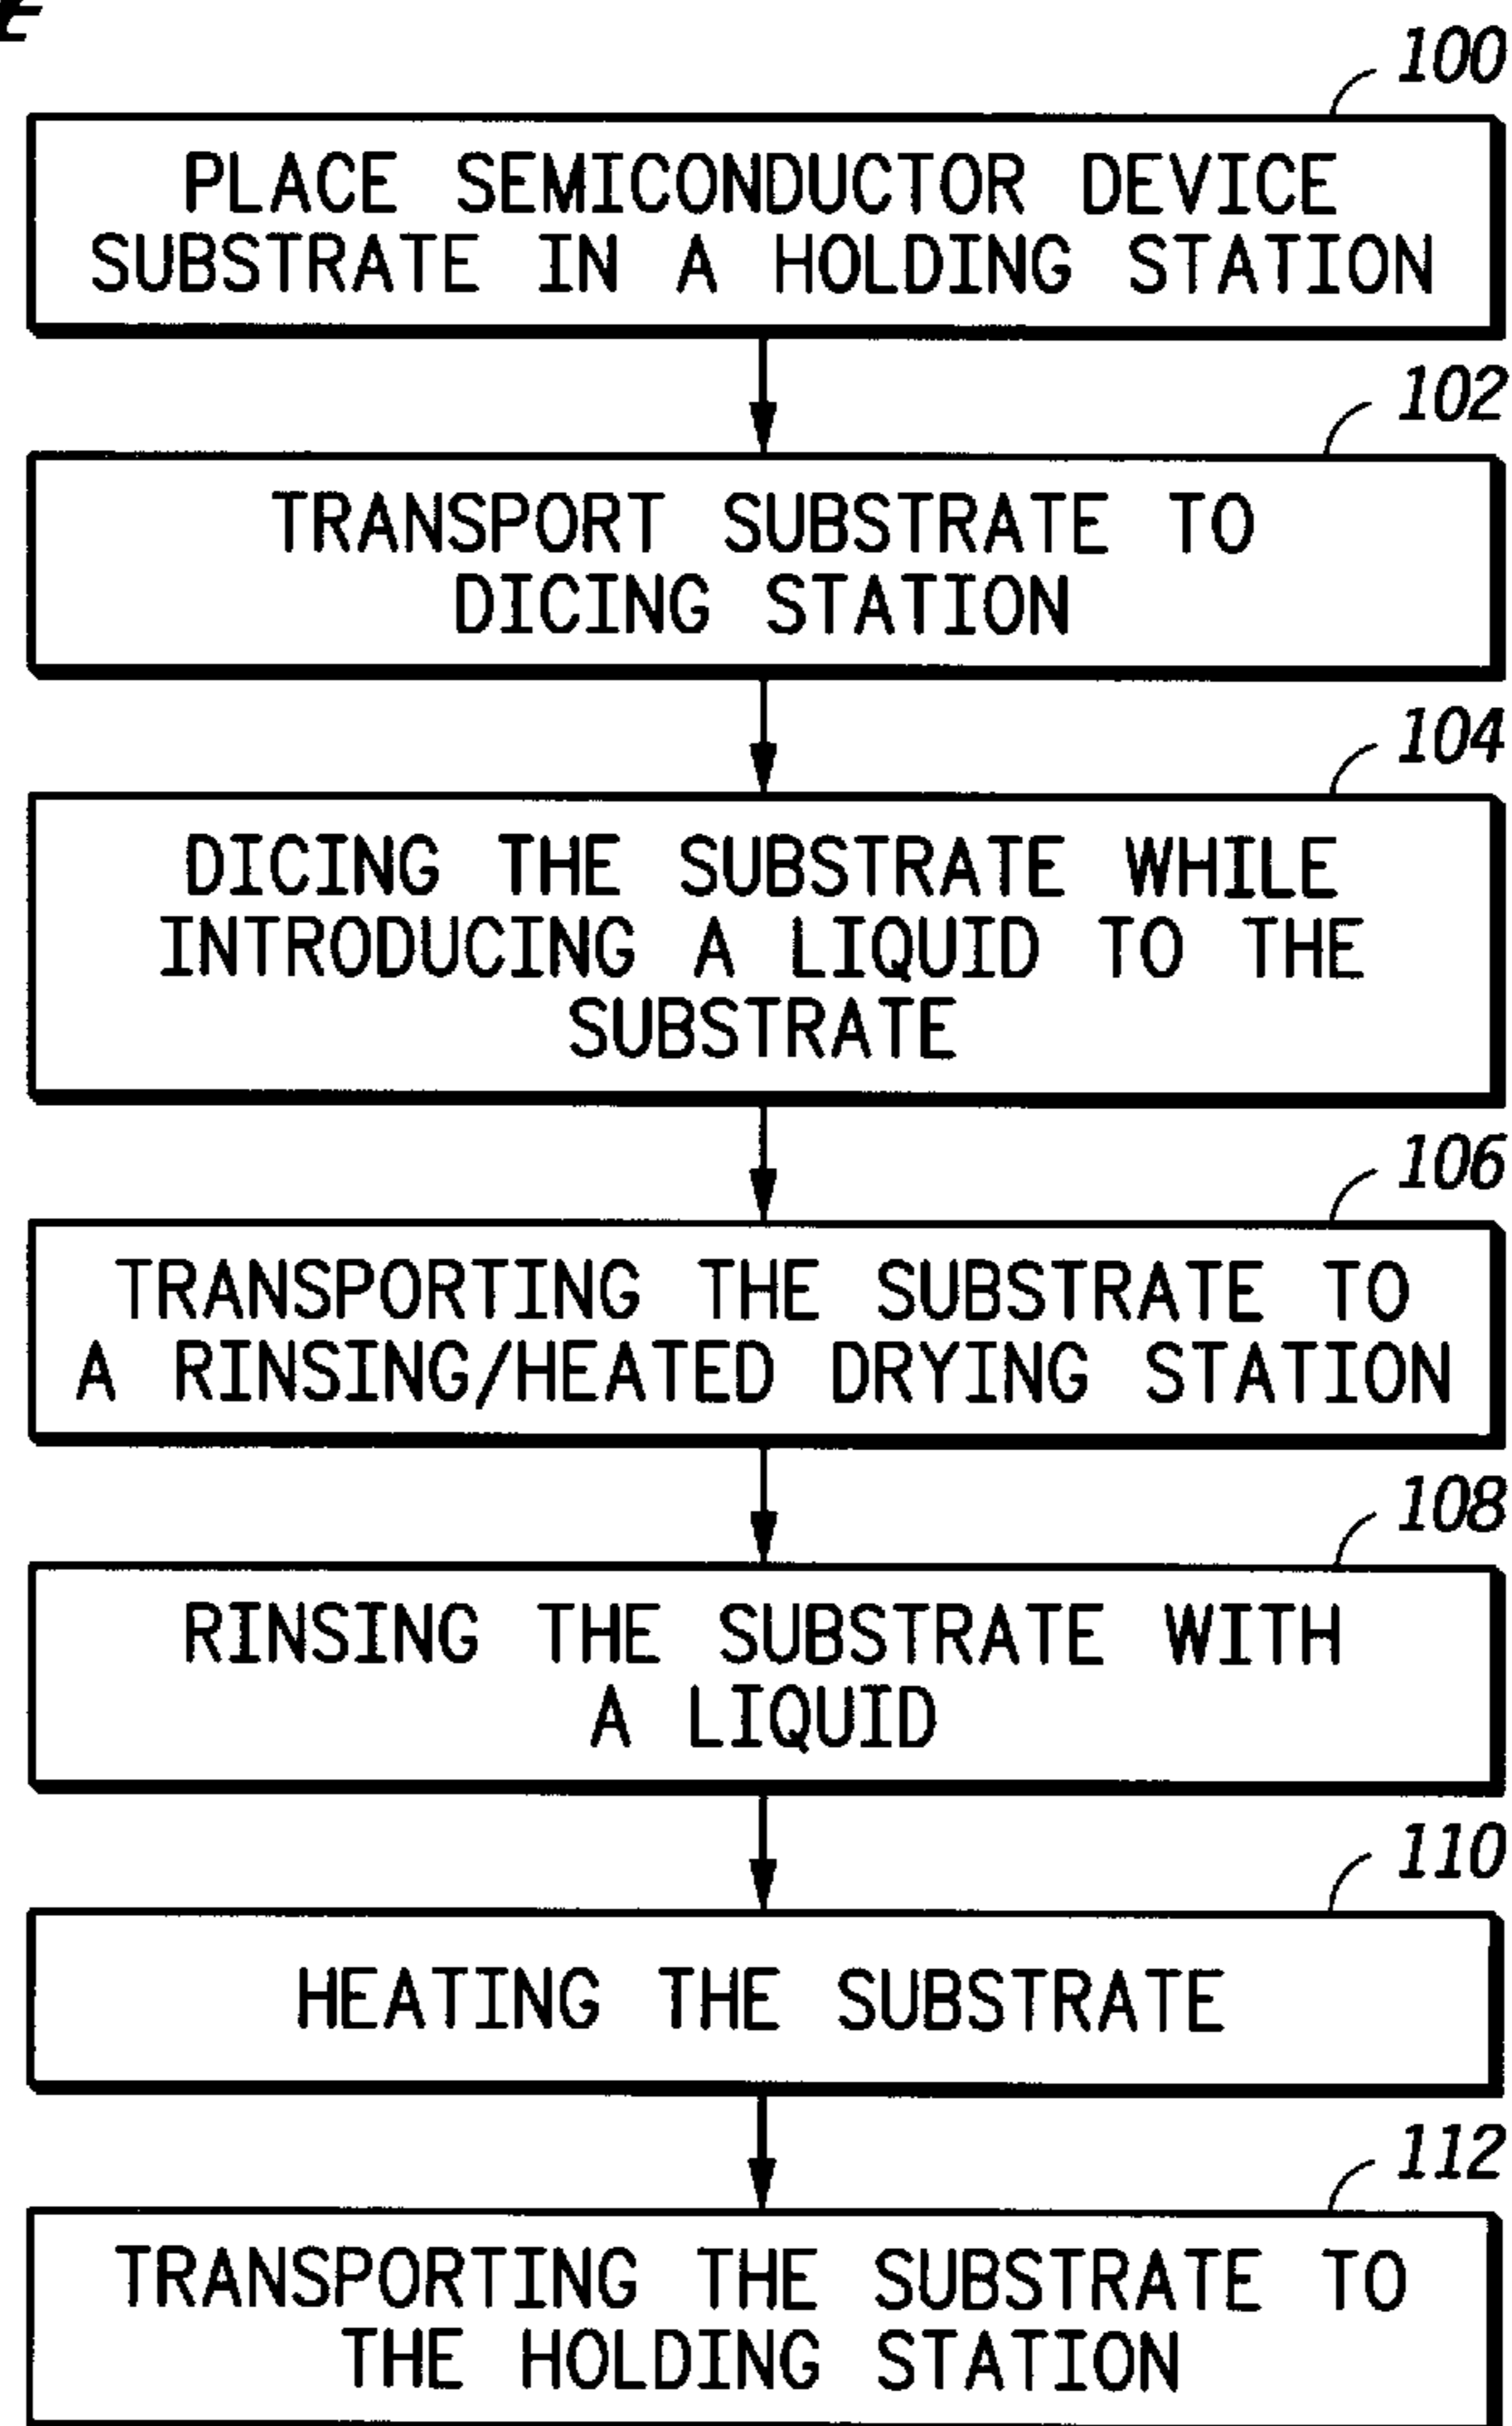 100
PLACE SEMICONDUCTOR DEVICE
SUBSTRATE IN A HOLDING STATION
102
TRANSPORT SUBSTRATE TO
DICING STATION
104
DICING THE SUBSTRATE WHILE
INTRODUCING A LIQUID TO THE
SUBSTRATE
106
TRANSPORTING THE SUBSTRATE TO
A RINSING/HEATED DRYING STATION
108
RINSING THE SUBSTRATE WITH
A LIQUID
110
HEATING THE SUBSTRATE
112
TRANSPORTING THE SUBSTRATE TO
THE HOLDING STATION